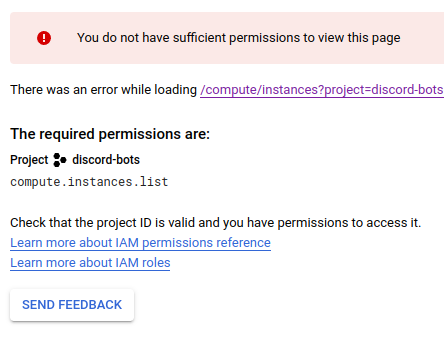 You do not have sufficient permissions to view this page
There was an error while loading /compute/instances?project=discord-bots
The required permissions are:
Project discord-bots
compute.instances.list
Check that the project ID is valid and you have permissions to access it.
Learn more about IAM permissions reference
Learn more about IAM roles
SEND FEEDBACK